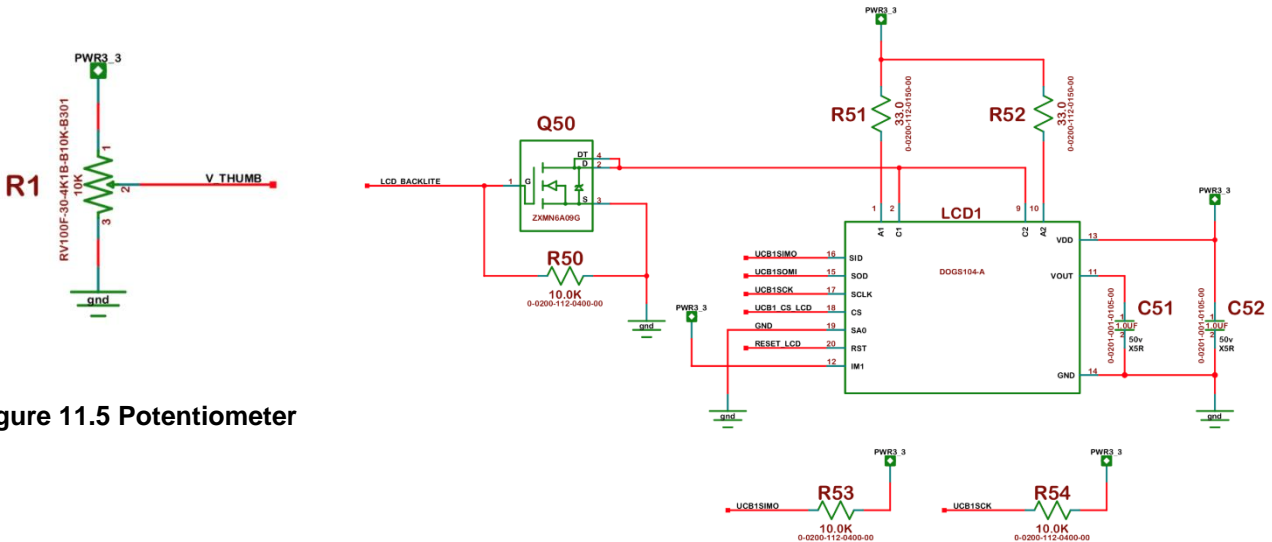 PWR3_3
R1
RV100F-30-4K1B-B10K-B301
10K
1
2
3
V_THUMB
gnd
gure 11.5 Potentiometer
LCD_BACKLITE
Q50
1
G
DT
4
D
2
S
3
ZXMN6A09G
R50
10.0K
0-0200-112-0400-00
gnd
PWR3_3
R51
33.0
0-0200-112-0150-00
R52
33.0
0-0200-112-0150-00
1
2
9
10
A1
C1
C2
A2
LCD1
DOGS104-A
UCB1SIMO
16
SID
UCB1SOMI
15
SOD
UCB1SCK
17
SCLK
UCB1_CS_LCD
18
CS
GND
19
SA0
RESET_LCD
20
RST
12
IM1
PWR3_3
gnd
VDD
13
VOUT
11
GND
14
PWR3_3
C51
0-0201-001-0105-00
1
1.0UF
2
50v
X5R
C52
0-0201-001-0105-00
1
1.0UF
2
50v
X5R
gnd
UCB1SIMO
R53
10.0K
0-0200-112-0400-00
PWR3_3
UCB1SCK
R54
10.0K
0-0200-112-0400-00
PWR3_3